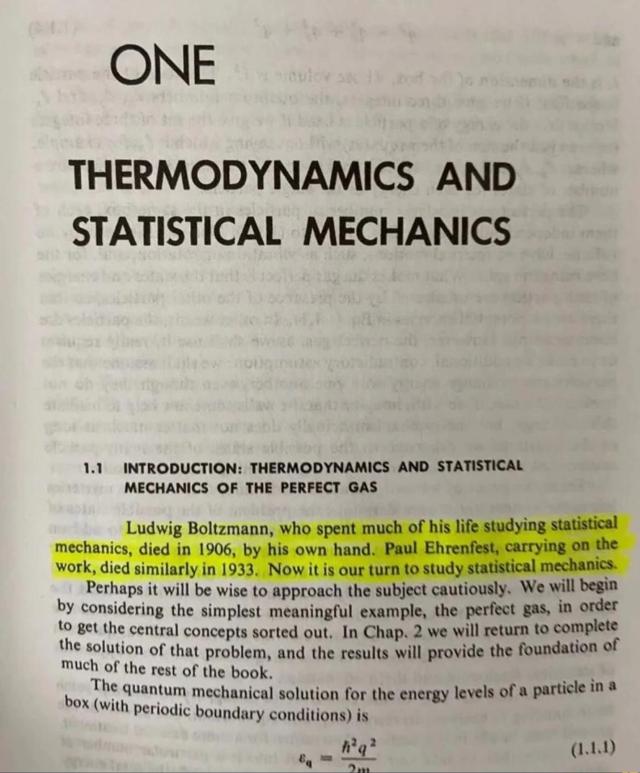 ONE
THERMODYNAMICS AND
STATISTICAL MECHANICS
1.1 INTRODUCTION: THERMODYNAMICS AND STATISTICAL
MECHANICS OF THE PERFECT GAS
Ludwig Boltzmann, who spent much of his life studying statistical
mechanics, died in 1906, by his own hand. Paul Ehrenfest, carrying on the
work, died similarly in 1933. Now it is our turn to study statistical mechanics.
Perhaps it will be wise to approach the subject cautiously. We will begin
by considering the simplest meaningful example, the perfect gas, in order
to get the central concepts sorted out. In Chap. 2 we will return to complete
the solution of that problem, and the results will provide the foundation of
much of the rest of the book.
The quantum mechanical solution for the energy levels of a particle in a
box (with periodic boundary conditions) is
ε_q = ħ²q²/2m (1.1.1)